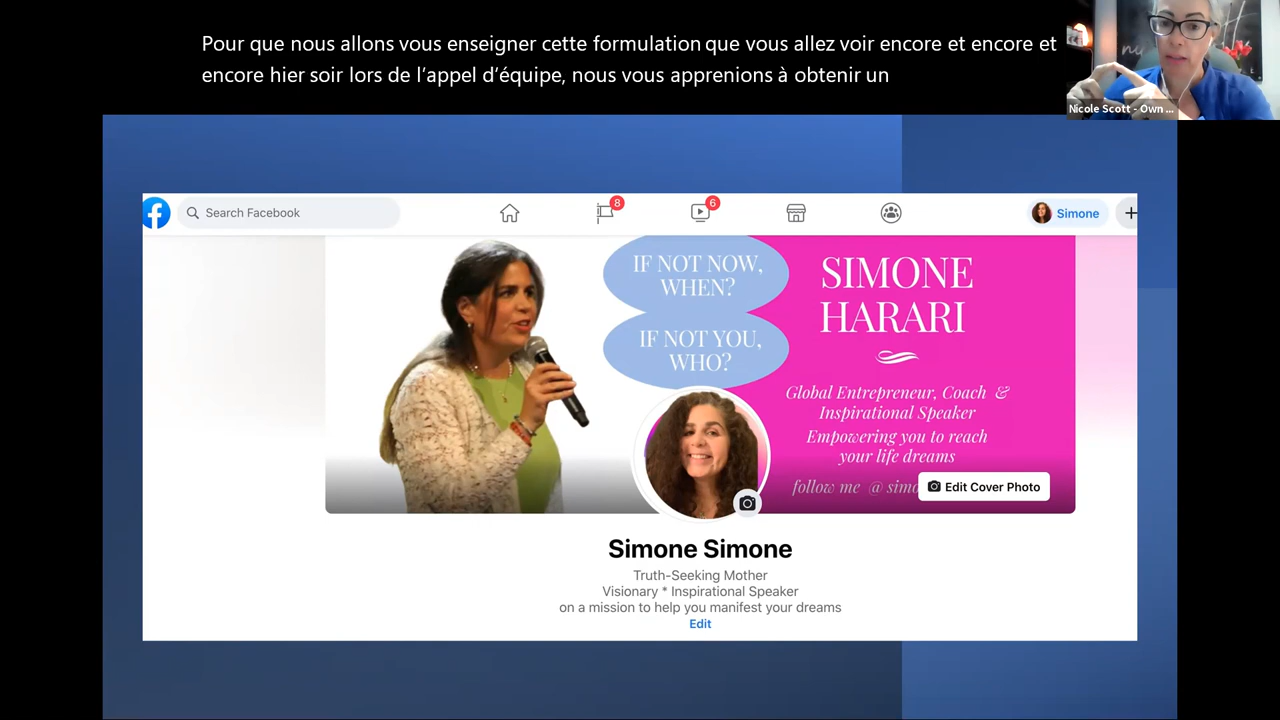 Pour que nous allons vous enseigner cette formulation que vous allez voir encore et encore et
encore hier soir lors de l'appel d'équipe, nous vous apprenions à obtenir un
Nicole Scott - Own ...
Search Facebook
8
6
Simone
IF NOT NOW,
WHEN?
IF NOT YOU,
WHO?
SIMONE
HARARI
Global Entrepreneur, Coach &
Inspirational Speaker
Empowering you to reach
your life dreams
follow me @ simo
Edit Cover Photo
Simone Simone
Truth-Seeking Mother
Visionary * Inspirational Speaker
on a mission to help you manifest your dreams
Edit